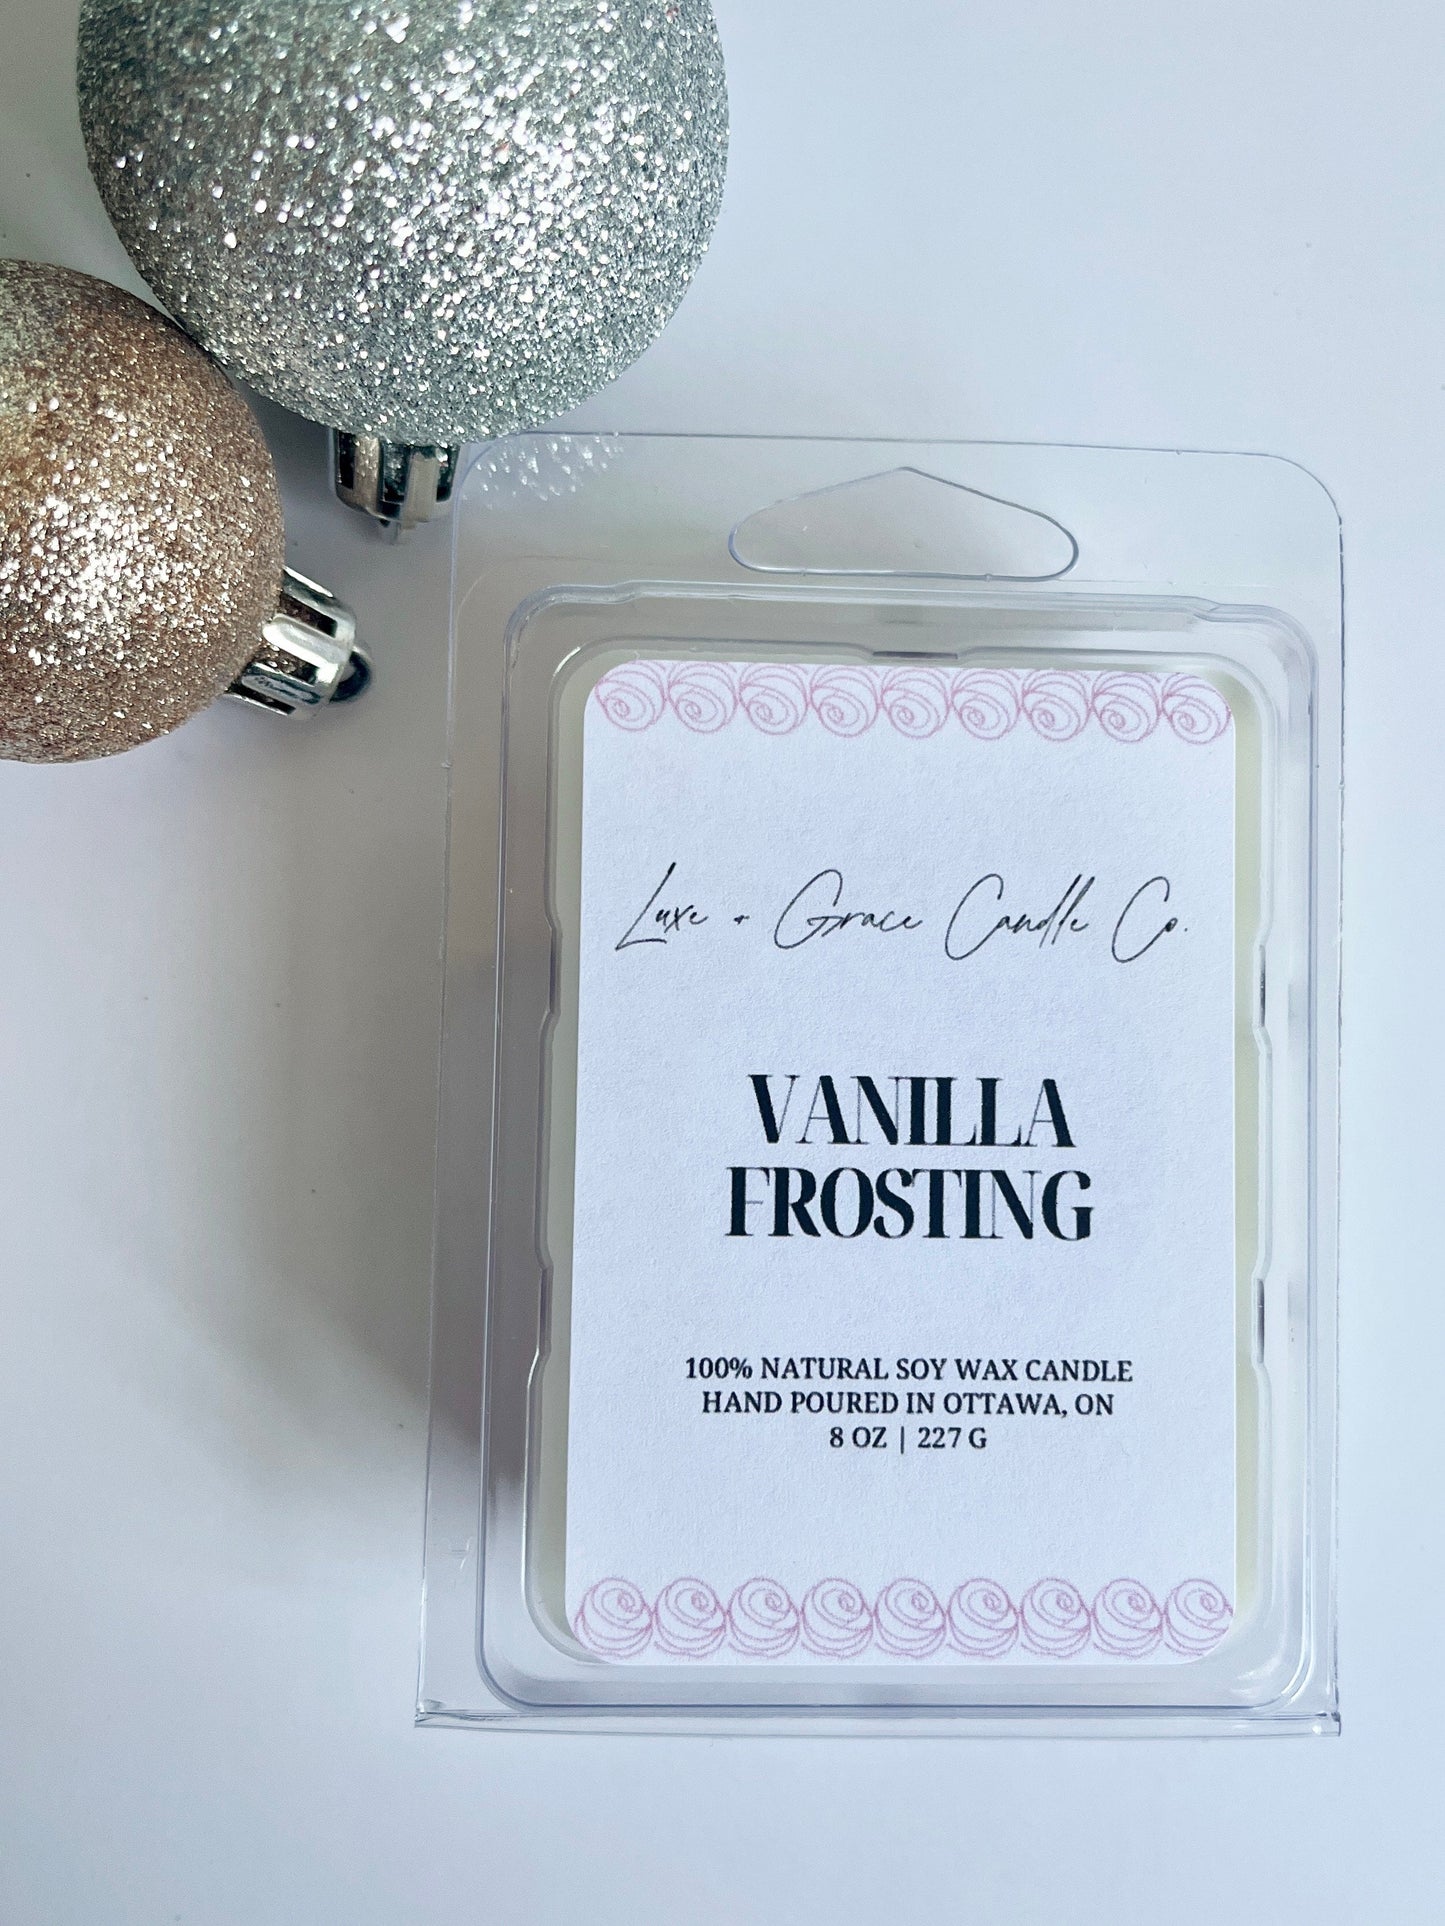 Luxe + Grace Candle Co.
VANILLA
FROSTING
100% NATURAL SOY WAX CANDLE
HAND POURED IN OTTAWA, ON
8 OZ | 227 G